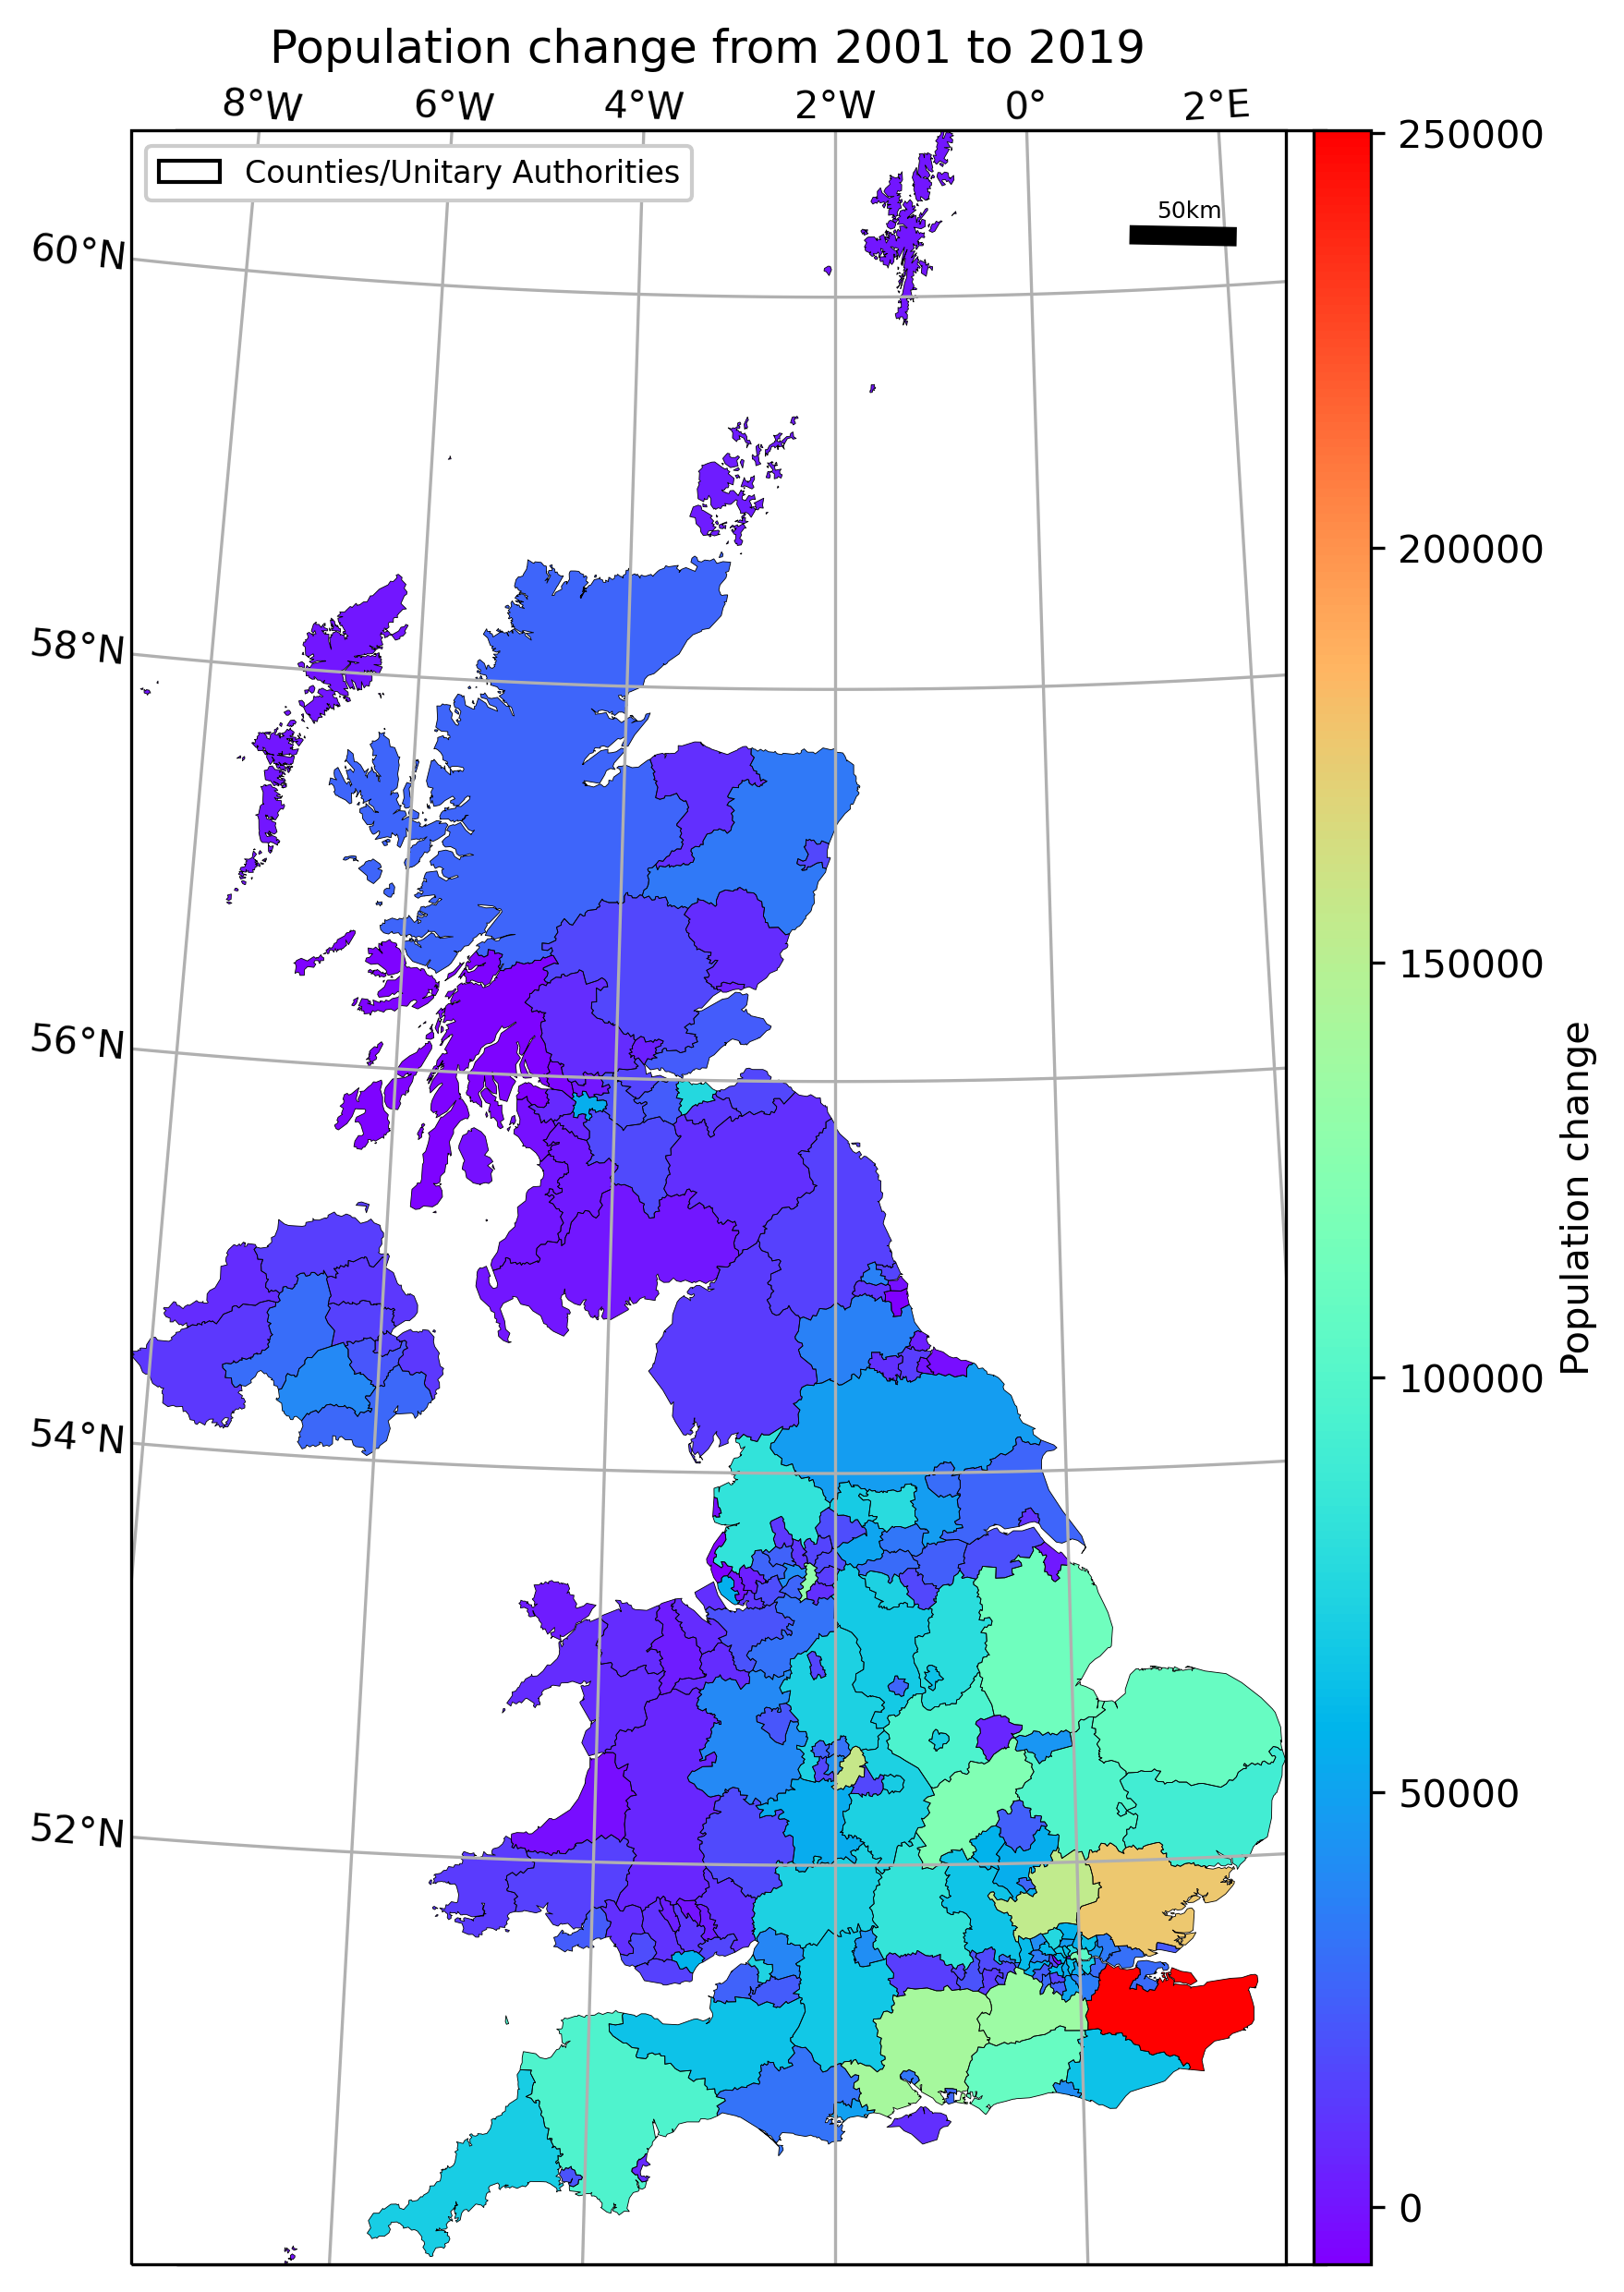 Population change from 2001 to 2019
8°W 6°W 4°W 2°W 0° 2°E
Counties/Unitary Authorities
50km
60°N
58°N
56°N
54°N
52°N
250000
200000
150000
100000
50000
0
Population change